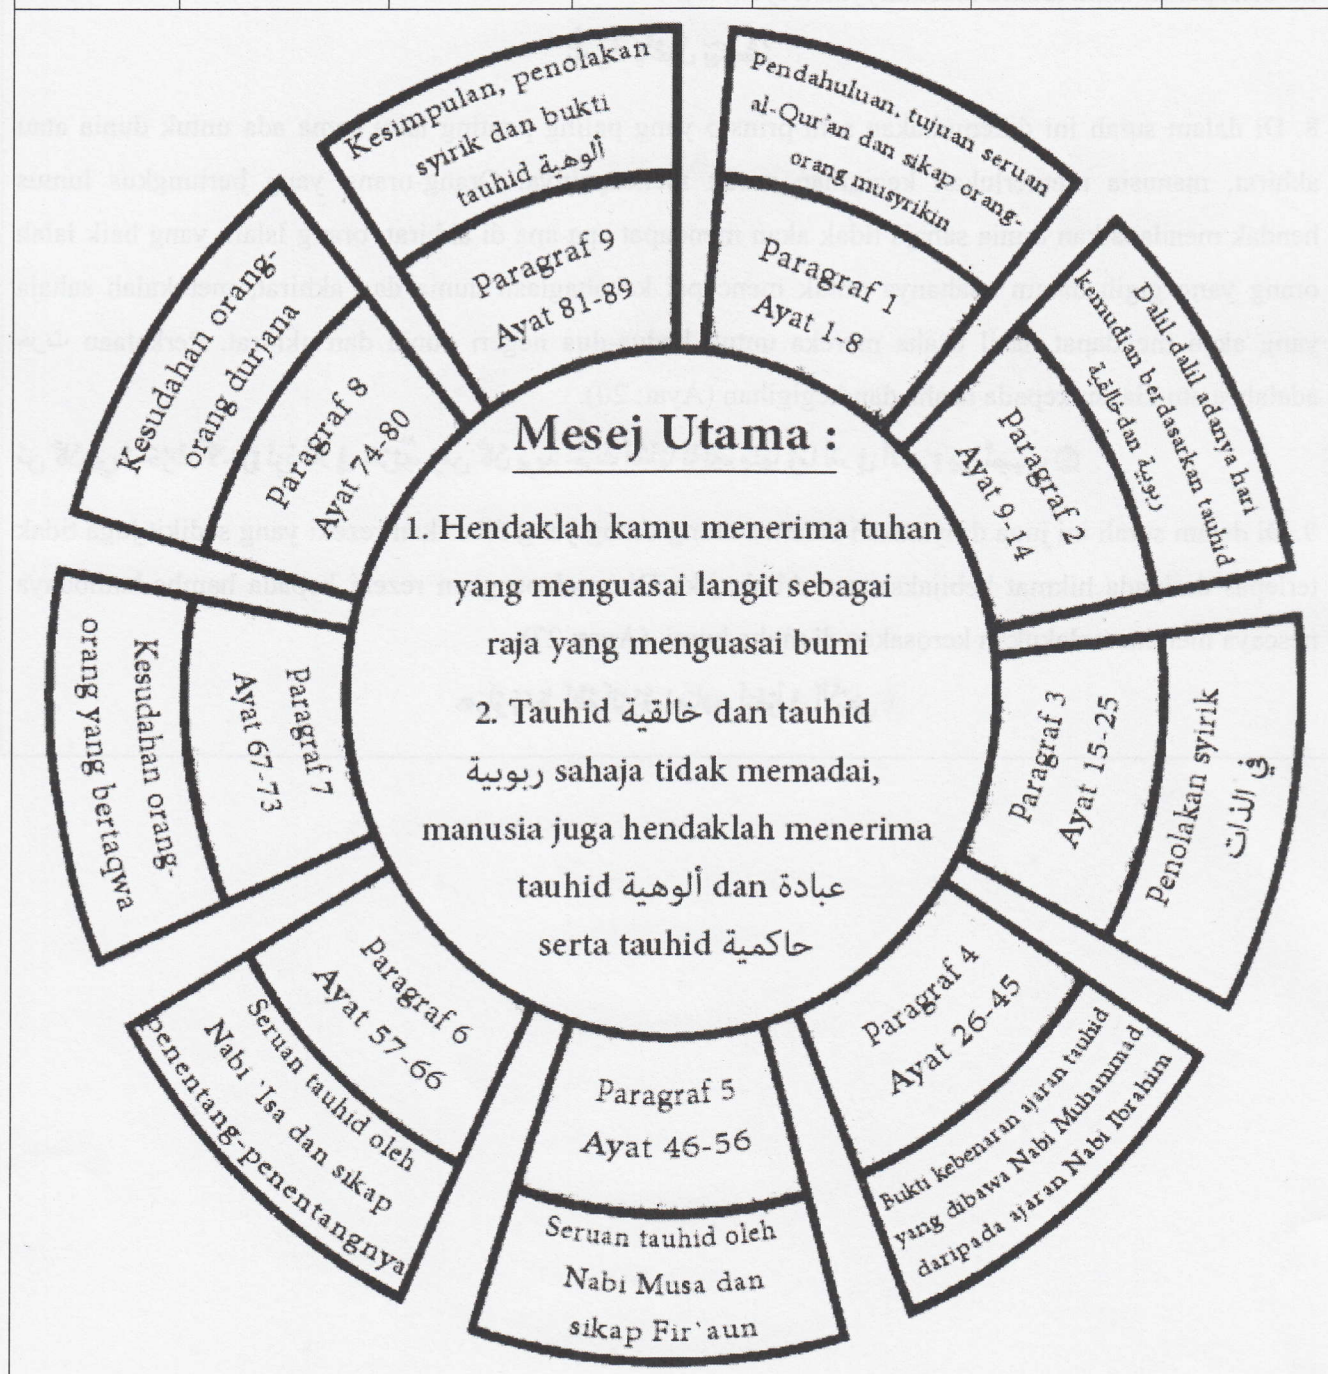 Mesej Utama :
Hendaklah kamu menerima tuhan
yang menguasai langit sebagai
raja yang menguasai bumi
2. Tauhid خالقية dan tauhid
ربوبية sahaja tidak memadai,
manusia juga hendaklah menerima
tauhid ألوهية dan عبادة
serta tauhid حاكمية
Pendahuluan, tujuan seruan
al-Qur'an dan sikap orang-
orang musyrikin
Paragraf 1
Ayat 1-8
Dalil-dalil adanya hari
kemudian berdasarkan tauhid
خالقية dan ربوبية
Paragraf 2
Ayat 9-14
Paragraf 3
Ayat 15-25
Penolakan syirik
في الذات
Paragraf 4
Ayat 26-45
Bukti kebenaran ajaran tauhid
yang dibawa Nabi Muhammad
daripada ajaran Nabi Ibrahim
Paragraf 5
Ayat 46-56
Seruan tauhid oleh
Nabi Musa dan
sikap Fir`aun
Paragraf 6
Ayat 57-66
Seruan tauhid oleh
Nabi `Isa dan sikap
penentang-penentangnya
Paragraf 7
Ayat 67-73
Kesudahan orang-
orang yang bertaqwa
Kesudahan orang-
orang durjana
Paragraf 8
Ayat 74-80
Kesimpulan, penolakan
syirik dan bukti
tauhid ألوهية
Paragraf 9
Ayat 81-89